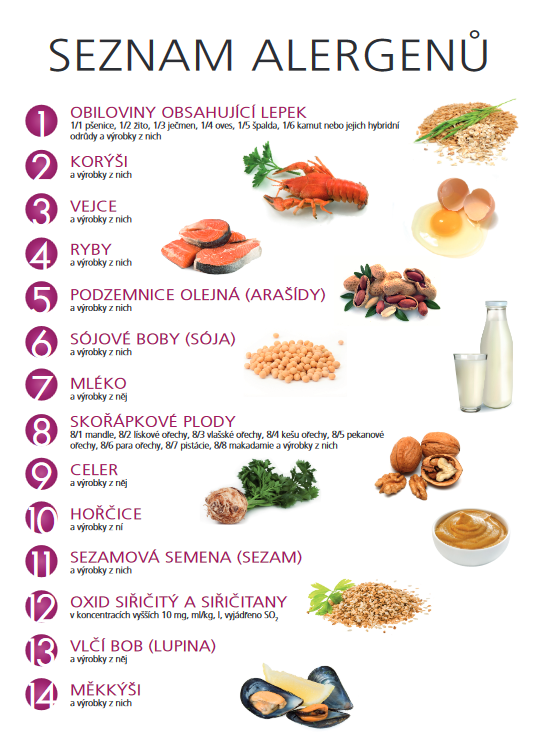 SEZNAM ALERGENŮ
1 OBILOVINY OBSAHUJÍCÍ LEPEK
1/1 pšenice, 1/2 žito, 1/3 ječmen, 1/4 oves, 1/5 špalda, 1/6 kamut nebo jejich hybridní
odrůdy a výrobky z nich
2 KORÝŠI
a výrobky z nich
3 VEJCE
a výrobky z nich
4 RYBY
a výrobky z nich
5 PODZEMNICE OLEJNÁ (ARAŠÍDY)
a výrobky z nich
6 SÓJOVÉ BOBY (SÓJA)
a výrobky z nich
7 MLÉKO
a výrobky z něj
8 SKOŘÁPKOVÉ PLODY
8/1 mandle, 8/2 lískové ořechy, 8/3 vlašské ořechy, 8/4 kešu ořechy, 8/5 pekanové
ořechy, 8/6 para ořechy, 8/7 pistácie, 8/8 makadamie a výrobky z nich
9 CELER
a výrobky z něj
10 HOŘČICE
a výrobky z ní
11 SEZAMOVÁ SEMENA (SEZAM)
a výrobky z nich
12 OXID SIŘIČITÝ A SIŘIČITANY
v koncentracích vyšších 10 mg, ml/kg, l, vyjádřeno SO₂
13 VLČÍ BOB (LUPINA)
a výrobky z něj
14 MĚKKÝŠI
a výrobky z nich